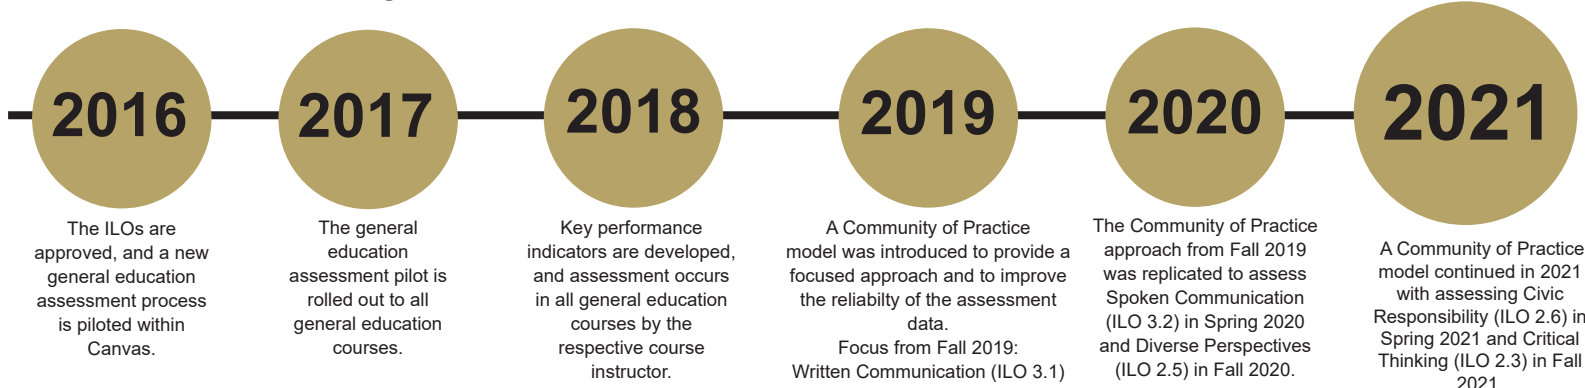 2016
The ILOs are
approved, and a new
general education
assessment process
is piloted within
Canvas.
2017
The general
education
assessment pilot is
rolled out to all
general education
courses.
2018
Key performance
indicators are developed,
and assessment occurs
in all general education
courses by the
respective course
instructor.
2019
A Community of Practice
model was introduced to provide a
focused approach and to improve
the reliabilty of the assessment
data.
Focus from Fall 2019:
Written Communication (ILO 3.1)
2020
The Community of Practice
approach from Fall 2019
was replicated to assess
Spoken Communication
(ILO 3.2) in Spring 2020
and Diverse Perspectives
(ILO 2.5) in Fall 2020.
2021
A Community of Practice
model continued in 2021
with assessing Civic
Responsibility (ILO 2.6) in
Spring 2021 and Critical
Thinking (ILO 2.3) in Fall
2021